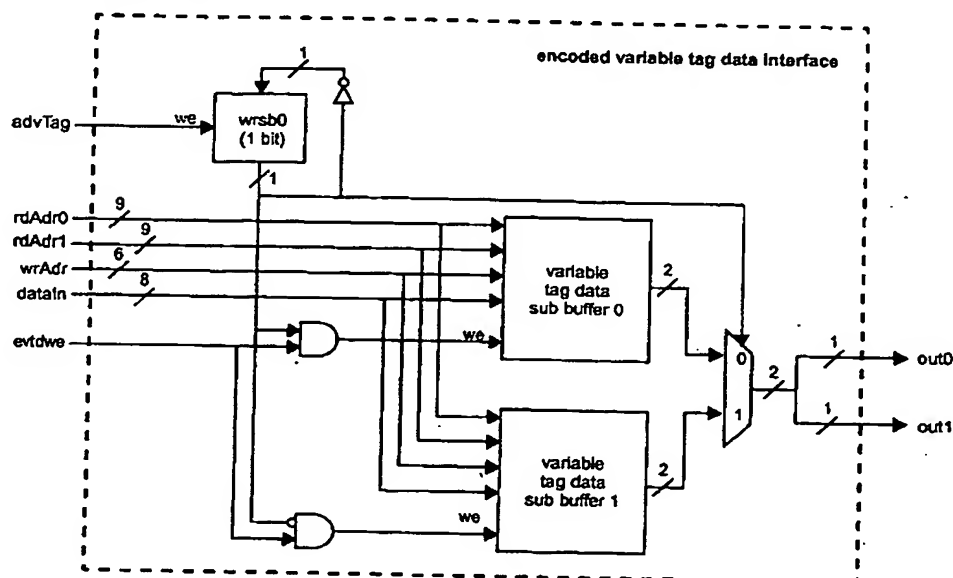 1
encoded variable tag data interface
advTag
we
wrsb0
(1 bit)
1
rdAdr0
9
rdAdr1
9
wrAdr
6
dataIn
8
evtdwe
variable
tag data
sub buffer 0
we
2
0
1
2
1
out0
1
out1
variable
tag data
sub buffer 1
we
2